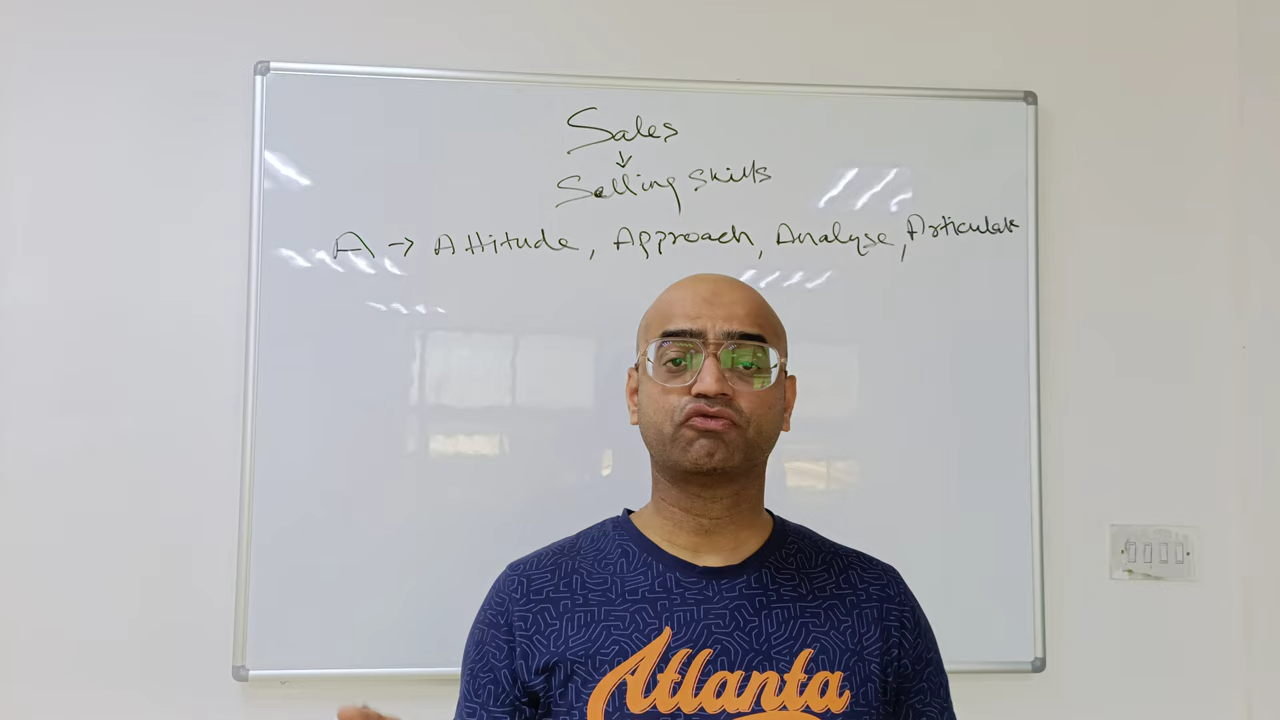 Sales
↓
Selling skills
A → Attitude, Approach, Analyse, Articulate
Atlanta